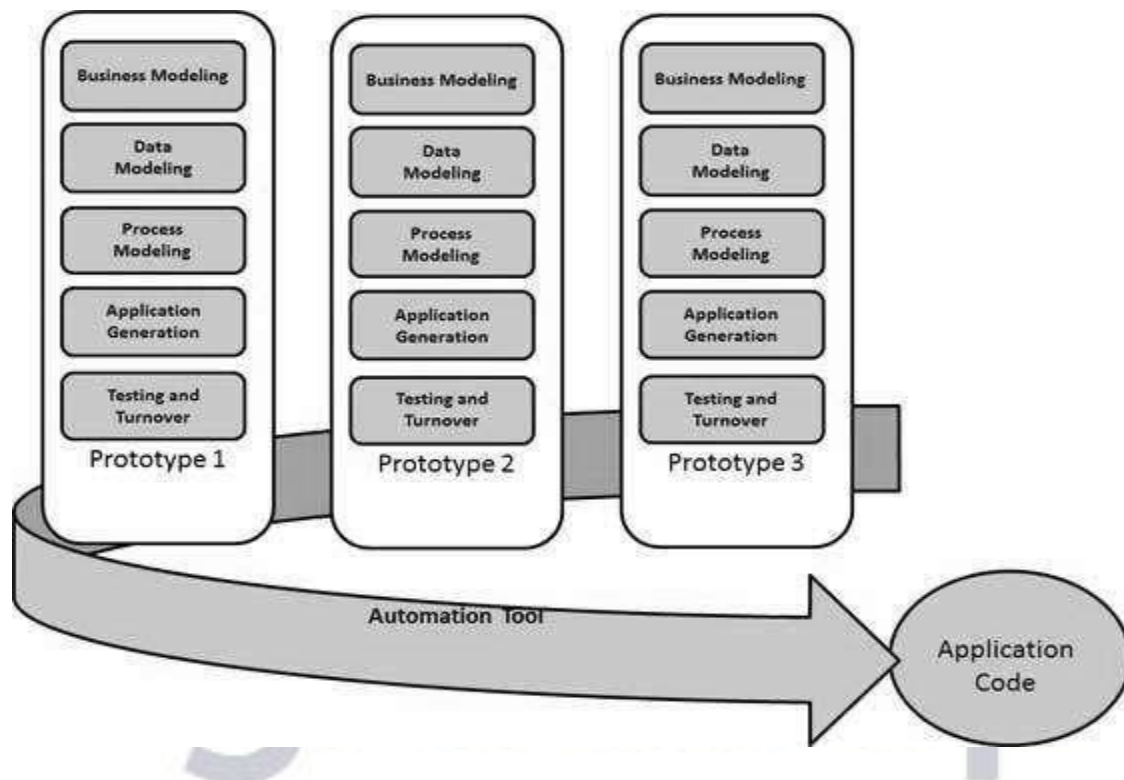 Business Modeling
Data
Modeling
Process
Modeling
Application
Generation
Testing and
Turnover
Prototype 1
Business Modeling
Data
Modeling
Process
Modeling
Application
Generation
Testing and
Turnover
Prototype 2
Business Modeling
Data
Modeling
Process
Modeling
Application
Generation
Testing and
Turnover
Prototype 3
Automation Tool
Application
Code